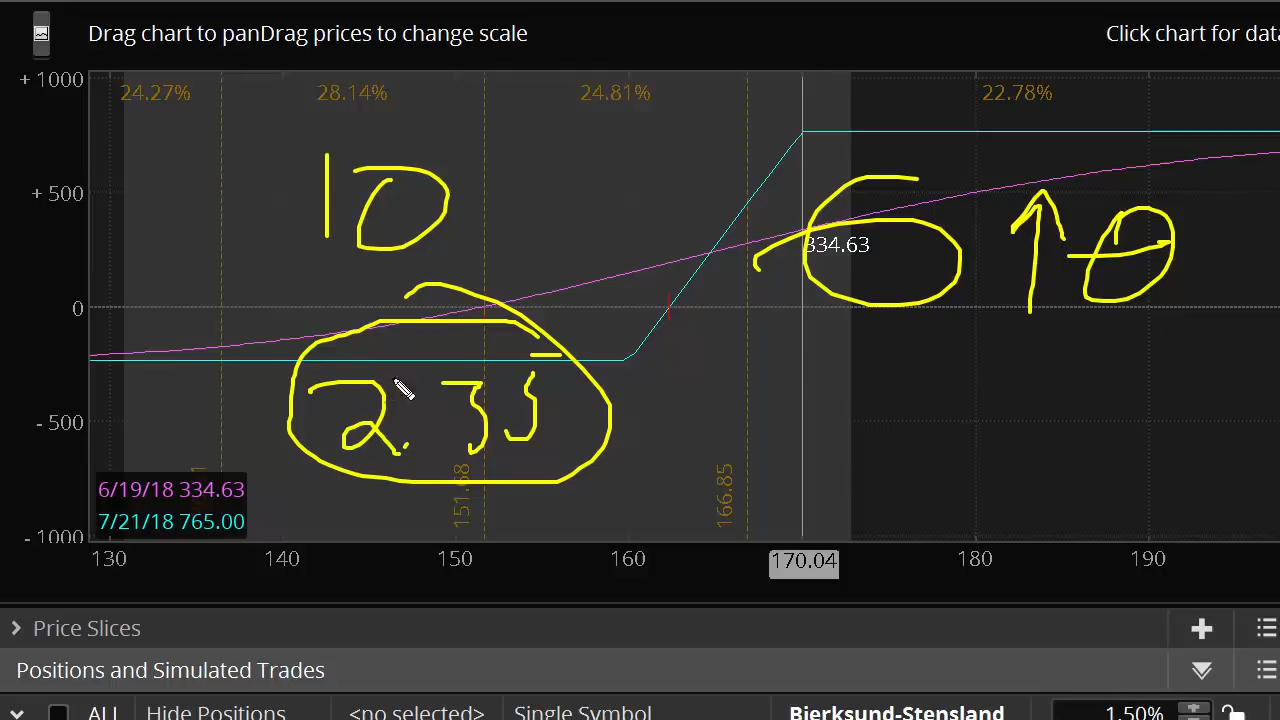 Drag chart to panDrag prices to change scale
Click chart for dat
+ 1000
24.27% 28.14% 24.81% 22.78%
+ 500
10
334.63
0
2.35
- 500
151.68
166.85
6/19/18 334.63
7/21/18 765.00
- 1000
130 140 150 160 170.04 180 190
Price Slices
Positions and Simulated Trades
ALL Hide Positions <no selected> Single Symbol Bjerksund-Stensland 1.50%